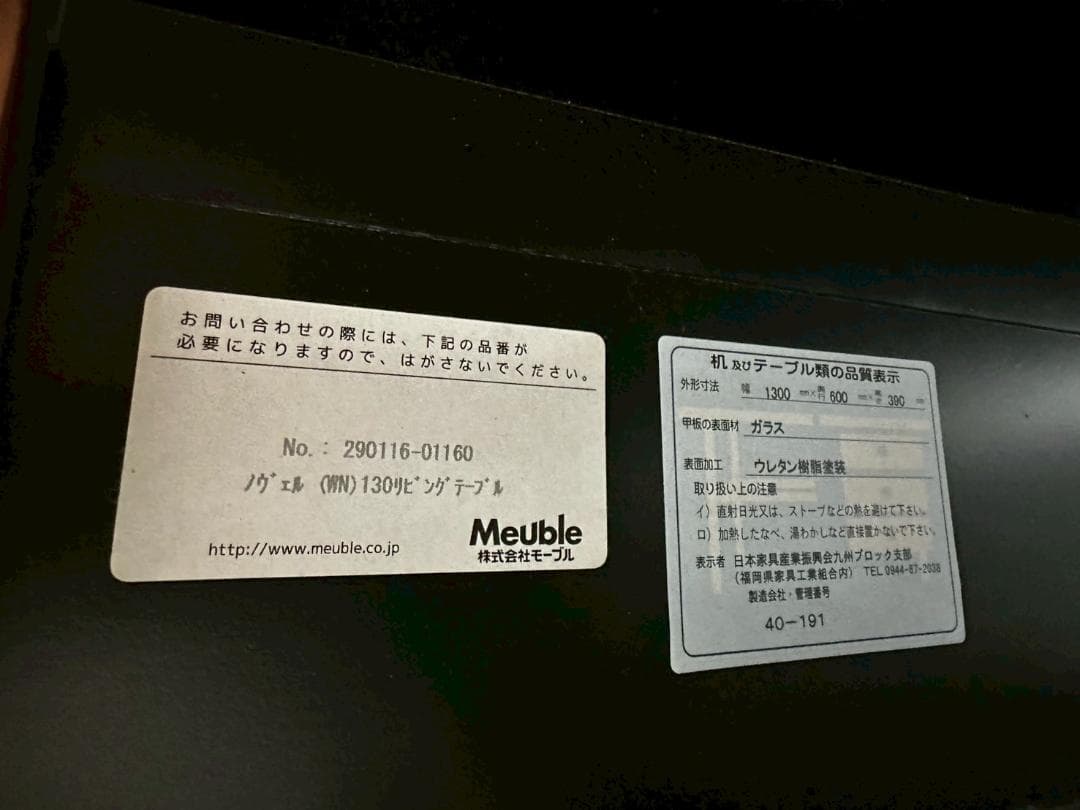 お問い合わせの際には、下記の品番が
必要になりますので、はがさないでください。
No.: 290116-01160
ﾉｳﾞｪﾙ (WN)130ﾘﾋﾞﾝｸﾞﾃｰﾌﾞﾙ
http://www.meuble.co.jp
Meuble
株式会社モーブル
机及びテーブル類の品質表示
外形寸法 幅 1300 mm×奥行 600 mm×高さ 390 mm
甲板の表面材 ガラス
表面加工 ウレタン樹脂塗装
取り扱い上の注意
イ）直射日光又は、ストーブなどの熱を避けて下さい。
ロ）加熱したなべ、湯わかしなど直接置かないで下さい。
表示者 日本家具産業振興会九州ブロック支部
（福岡県家具工業組合内） TEL 0944-87-2038
製造会社・管理番号
40-191